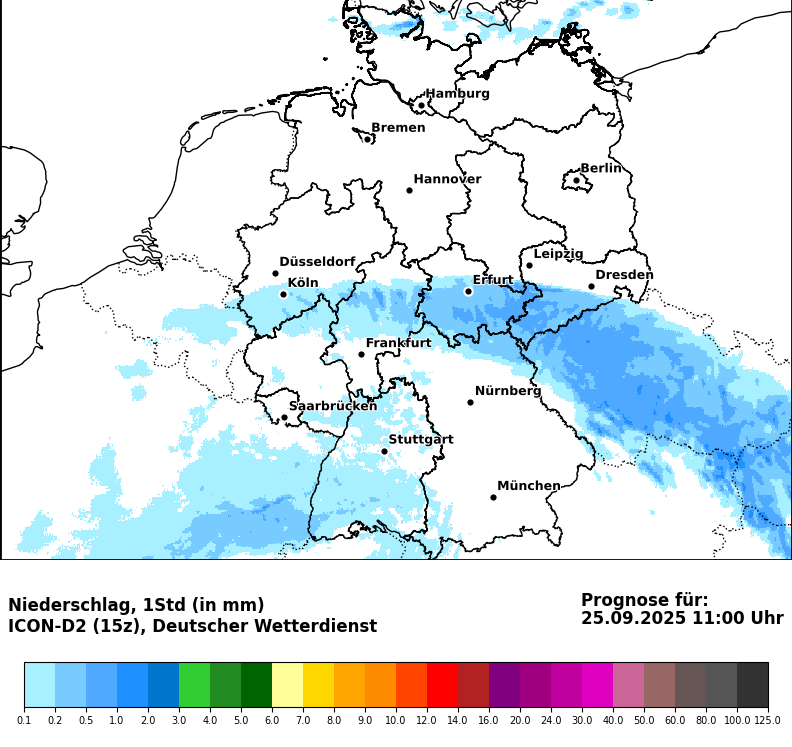 Hamburg
Bremen
Berlin
Hannover
Leipzig
Düsseldorf
Dresden
Köln
Erfurt
Frankfurt
Nürnberg
Saarbrücken
Stuttgart
München
Niederschlag, 1Std (in mm)
ICON-D2 (15z), Deutscher Wetterdienst
Prognose für:
25.09.2025 11:00 Uhr
0.1 0.2 0.5 1.0 2.0 3.0 4.0 5.0 6.0 7.0 8.0 9.0 10.0 12.0 14.0 16.0 20.0 24.0 30.0 40.0 50.0 60.0 80.0 100.0 125.0